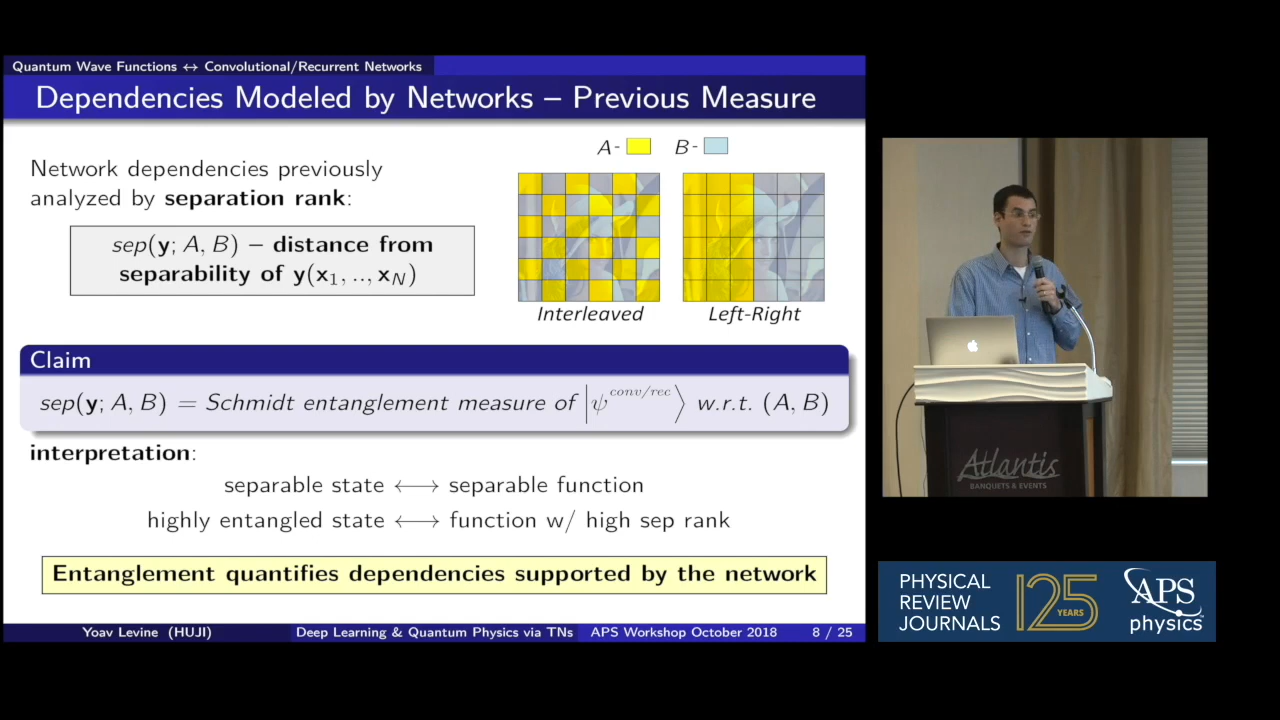 Quantum Wave Functions ↔ Convolutional/Recurrent Networks
Dependencies Modeled by Networks – Previous Measure
Network dependencies previously
analyzed by separation rank:
sep(y; A, B) – distance from
separability of y(x₁, .., x_N)
A- B-
Interleaved Left-Right
Claim
sep(y; A, B) = Schmidt entanglement measure of |ψ^{conv/rec}⟩ w.r.t. (A, B)
interpretation:
separable state ⟷ separable function
highly entangled state ⟷ function w/ high sep rank
Entanglement quantifies dependencies supported by the network
Yoav Levine (HUJI) Deep Learning & Quantum Physics via TNs APS Workshop October 2018 8 / 25
Atlantis
BANQUETS & EVENTS
PHYSICAL
REVIEW
JOURNALS
125
YEARS
APS
physics